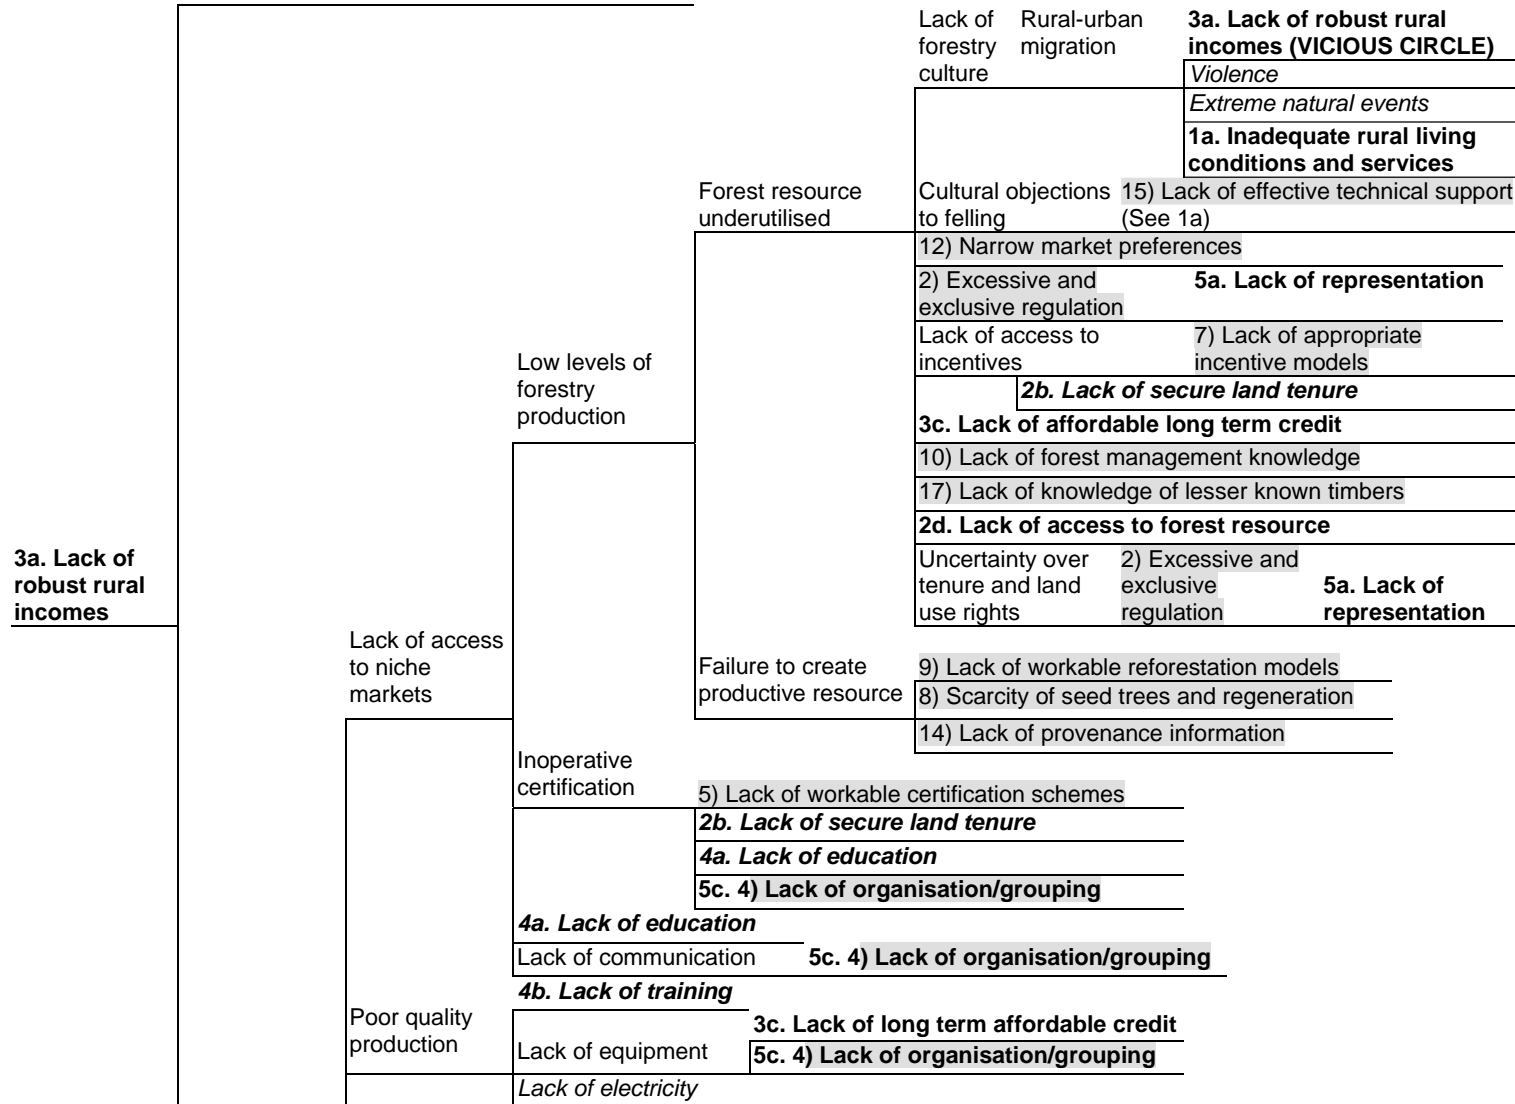 Lack of forestry culture
Rural-urban migration
3a. Lack of robust rural incomes (VICIOUS CIRCLE)
Violence
Extreme natural events
1a. Inadequate rural living conditions and services
Forest resource underutilised
Cultural objections to felling
15) Lack of effective technical support (See 1a)
12) Narrow market preferences
2) Excessive and exclusive regulation
5a. Lack of representation
Lack of access to incentives
7) Lack of appropriate incentive models
Low levels of forestry production
2b. Lack of secure land tenure
3c. Lack of affordable long term credit
10) Lack of forest management knowledge
17) Lack of knowledge of lesser known timbers
2d. Lack of access to forest resource
3a. Lack of robust rural incomes
Uncertainty over tenure and land use rights
2) Excessive and exclusive regulation
5a. Lack of representation
Lack of access to niche markets
Failure to create productive resource
9) Lack of workable reforestation models
8) Scarcity of seed trees and regeneration
14) Lack of provenance information
Inoperative certification
5) Lack of workable certification schemes
2b. Lack of secure land tenure
4a. Lack of education
5c. 4) Lack of organisation/grouping
4a. Lack of education
Lack of communication
5c. 4) Lack of organisation/grouping
4b. Lack of training
Poor quality production
Lack of equipment
3c. Lack of long term affordable credit
5c. 4) Lack of organisation/grouping
Lack of electricity